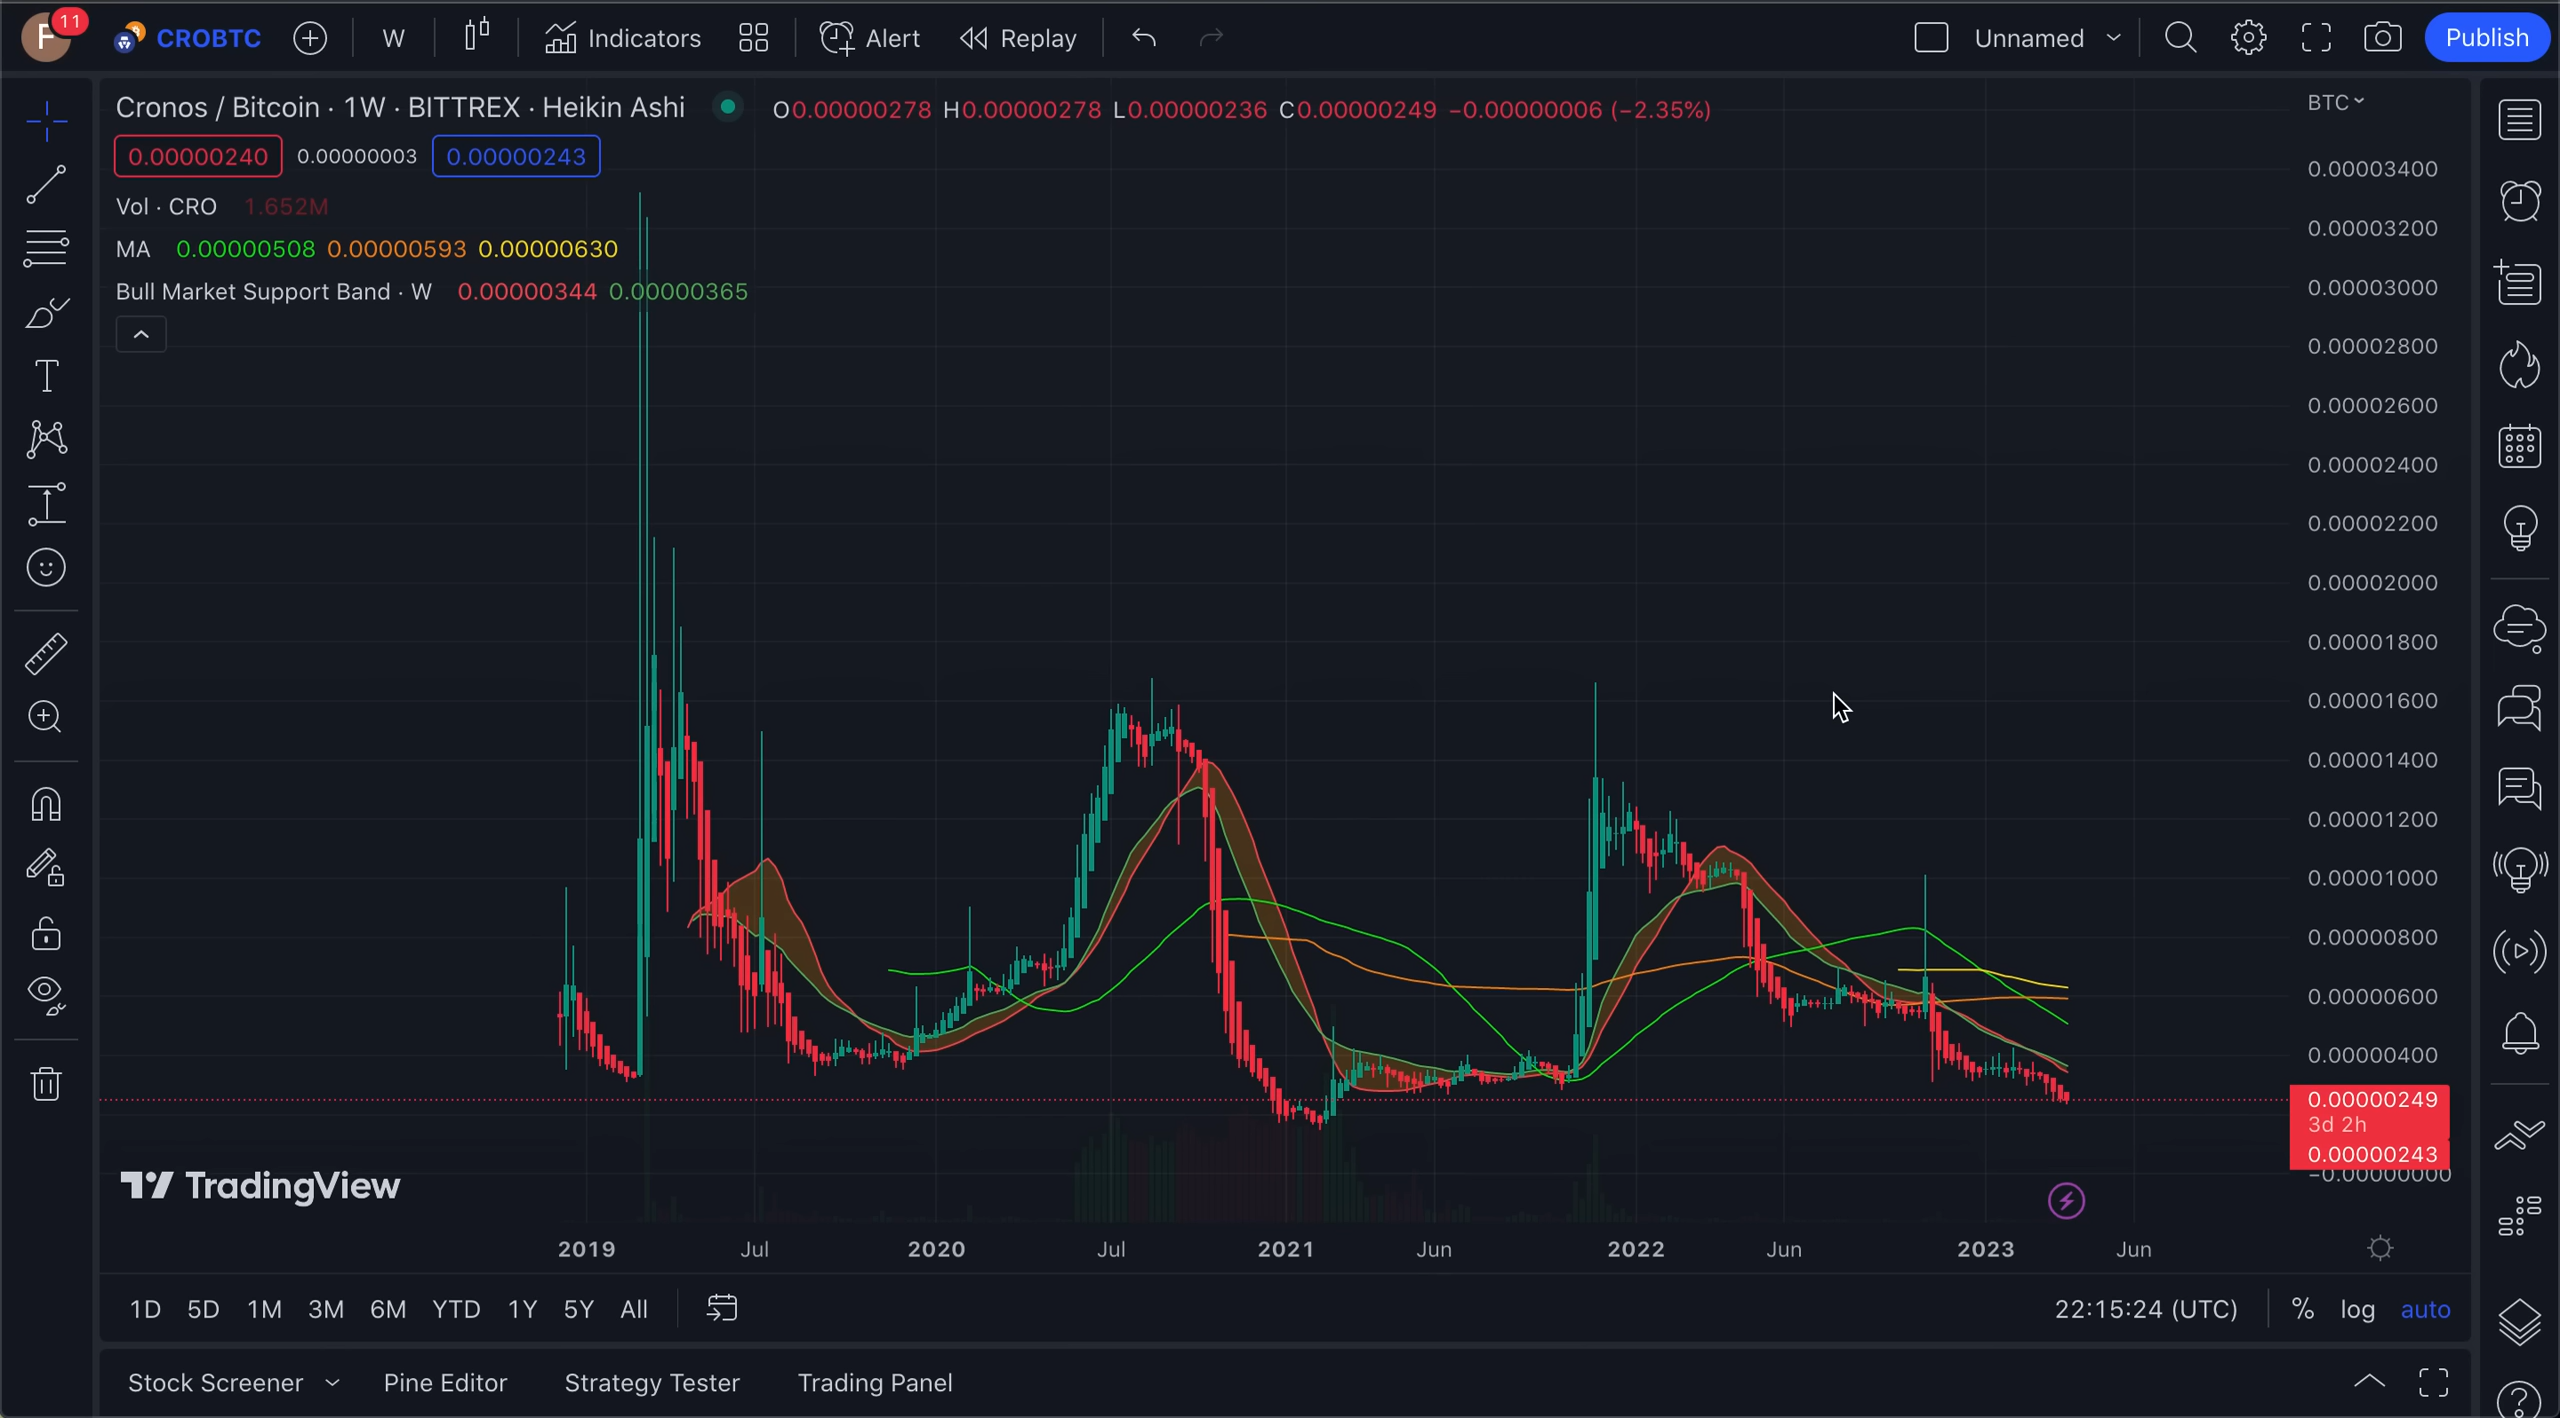 F 11 CROBTC W Indicators Alert Replay Unnamed Publish
Cronos / Bitcoin · 1W · BITTREX · Heikin Ashi O0.00000278 H0.00000278 L0.00000236 C0.00000249 −0.00000006 (−2.35%)
BTC
0.00000240 0.00000003 0.00000243
Vol · CRO 1.652M
MA 0.00000508 0.00000593 0.00000630
Bull Market Support Band · W 0.00000344 0.00000365
0.00003400
0.00003200
0.00003000
0.00002800
0.00002600
0.00002400
0.00002200
0.00002000
0.00001800
0.00001600
0.00001400
0.00001200
0.00001000
0.00000800
0.00000600
0.00000400
0.00000249
3d 2h
0.00000243
−0.00000000
TradingView
2019 Jul 2020 Jul 2021 Jun 2022 Jun 2023 Jun
1D 5D 1M 3M 6M YTD 1Y 5Y All 22:15:24 (UTC) % log auto
Stock Screener Pine Editor Strategy Tester Trading Panel